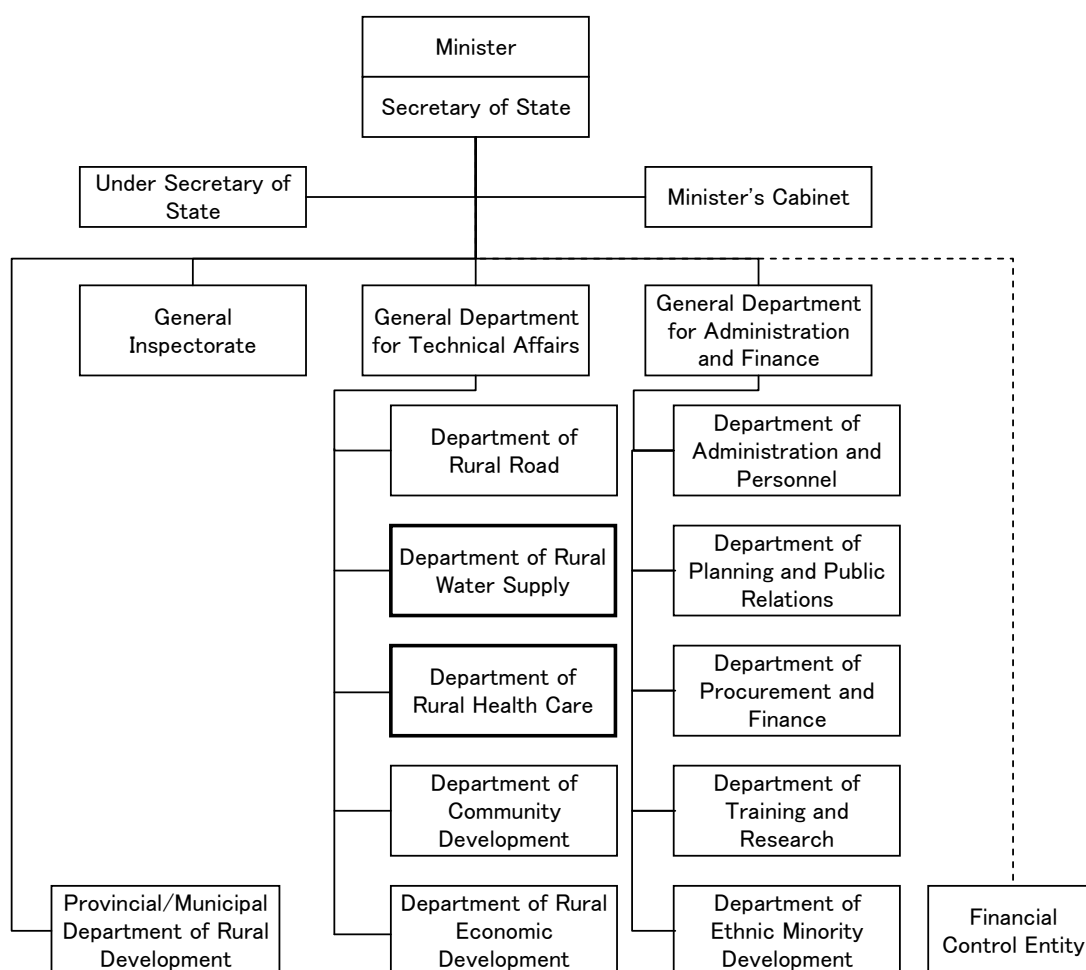 Minister
Secretary of State
Under Secretary of
State
Minister's Cabinet
General
Inspectorate
General Department
for Technical Affairs
General Department
for Administration
and Finance
Department of
Rural Road
Department of
Administration and
Personnel
Department of Rural
Water Supply
Department of
Planning and Public
Relations
Department of
Rural Health Care
Department of
Procurement and
Finance
Department of
Community
Development
Department of
Training and
Research
Provincial/Municipal
Department of Rural
Development
Department of Rural
Economic
Development
Department of
Ethnic Minority
Development
Financial
Control Entity